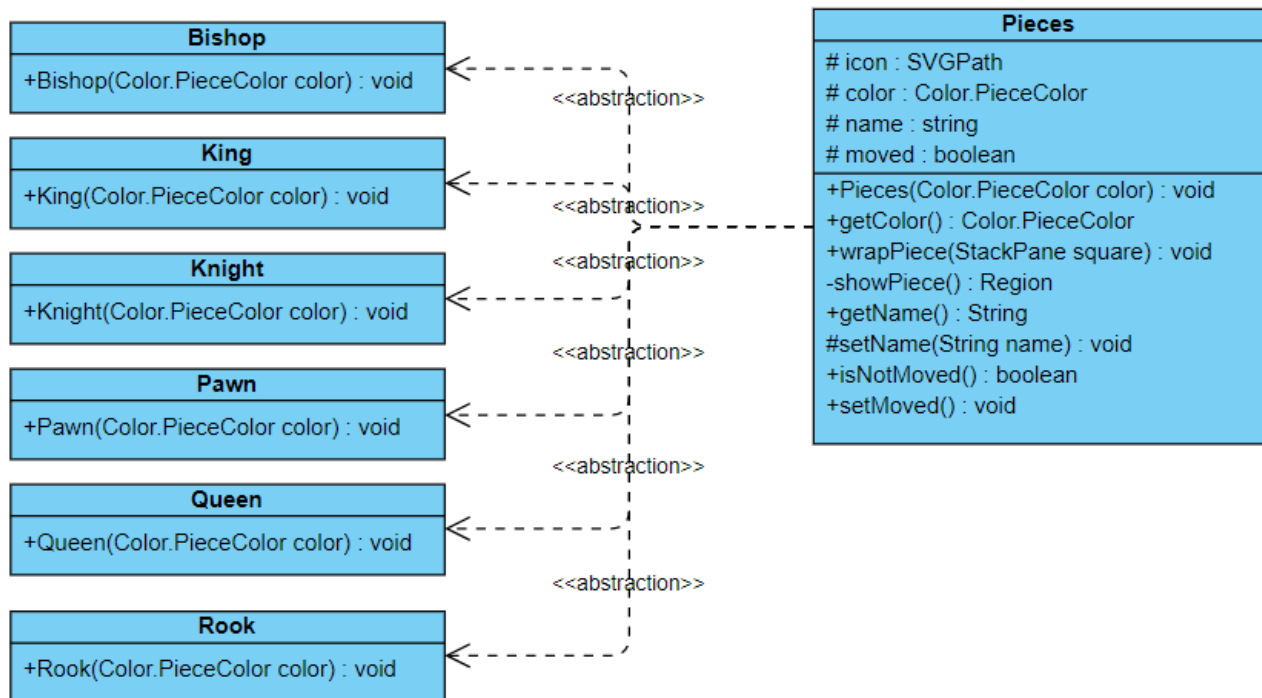 Bishop
+Bishop(Color.PieceColor color) : void
King
+King(Color.PieceColor color) : void
Knight
+Knight(Color.PieceColor color) : void
Pawn
+Pawn(Color.PieceColor color) : void
Queen
+Queen(Color.PieceColor color) : void
Rook
+Rook(Color.PieceColor color) : void
<<abstraction>>
<<abstraction>>
<<abstraction>>
<<abstraction>>
<<abstraction>>
<<abstraction>>
Pieces
# icon : SVGPath
# color : Color.PieceColor
# name : string
# moved : boolean
+Pieces(Color.PieceColor color) : void
+getColor() : Color.PieceColor
+wrapPiece(StackPane square) : void
-showPiece() : Region
+getName() : String
#setName(String name) : void
+isNotMoved() : boolean
+setMoved() : void